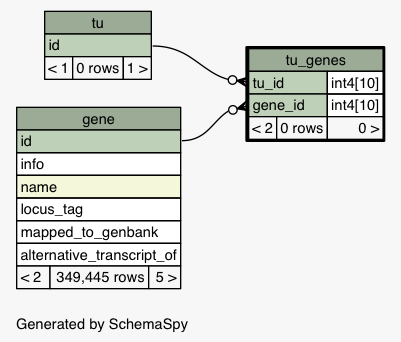 tu
id
< 1 0 rows 1 >
tu_genes
tu_id int4[10]
gene_id int4[10]
< 2 0 rows 0 >
gene
id
info
name
locus_tag
mapped_to_genbank
alternative_transcript_of
< 2 349,445 rows 5 >
Generated by SchemaSpy